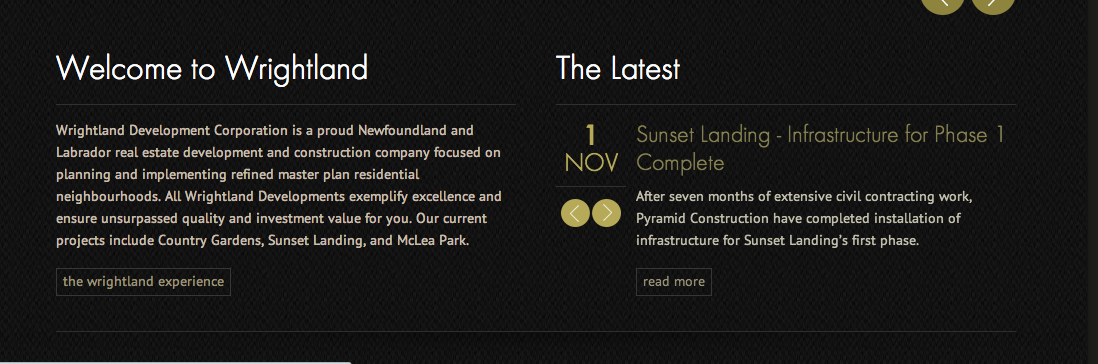 Welcome to Wrightland
Wrightland Development Corporation is a proud Newfoundland and
Labrador real estate development and construction company focused on
planning and implementing refined master plan residential
neighbourhoods. All Wrightland Developments exemplify excellence and
ensure unsurpassed quality and investment value for you. Our current
projects include Country Gardens, Sunset Landing, and McLea Park.
the wrightland experience
The Latest
1
NOV
Sunset Landing - Infrastructure for Phase 1
Complete
After seven months of extensive civil contracting work,
Pyramid Construction have completed installation of
infrastructure for Sunset Landing's first phase.
read more